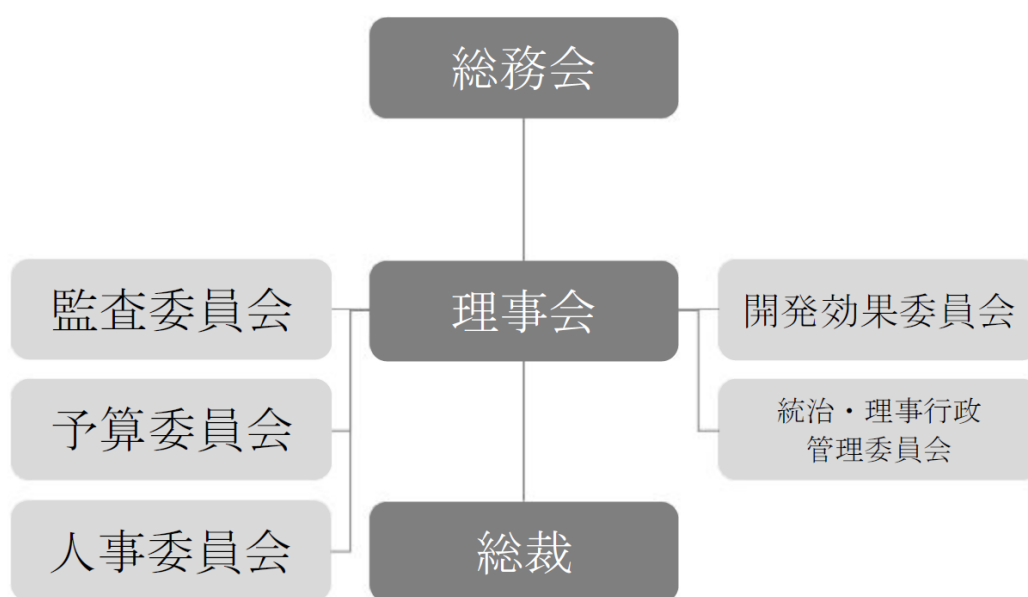 総務会
監査委員会
理事会
開発効果委員会
予算委員会
統治・理事行政
管理委員会
人事委員会
総裁